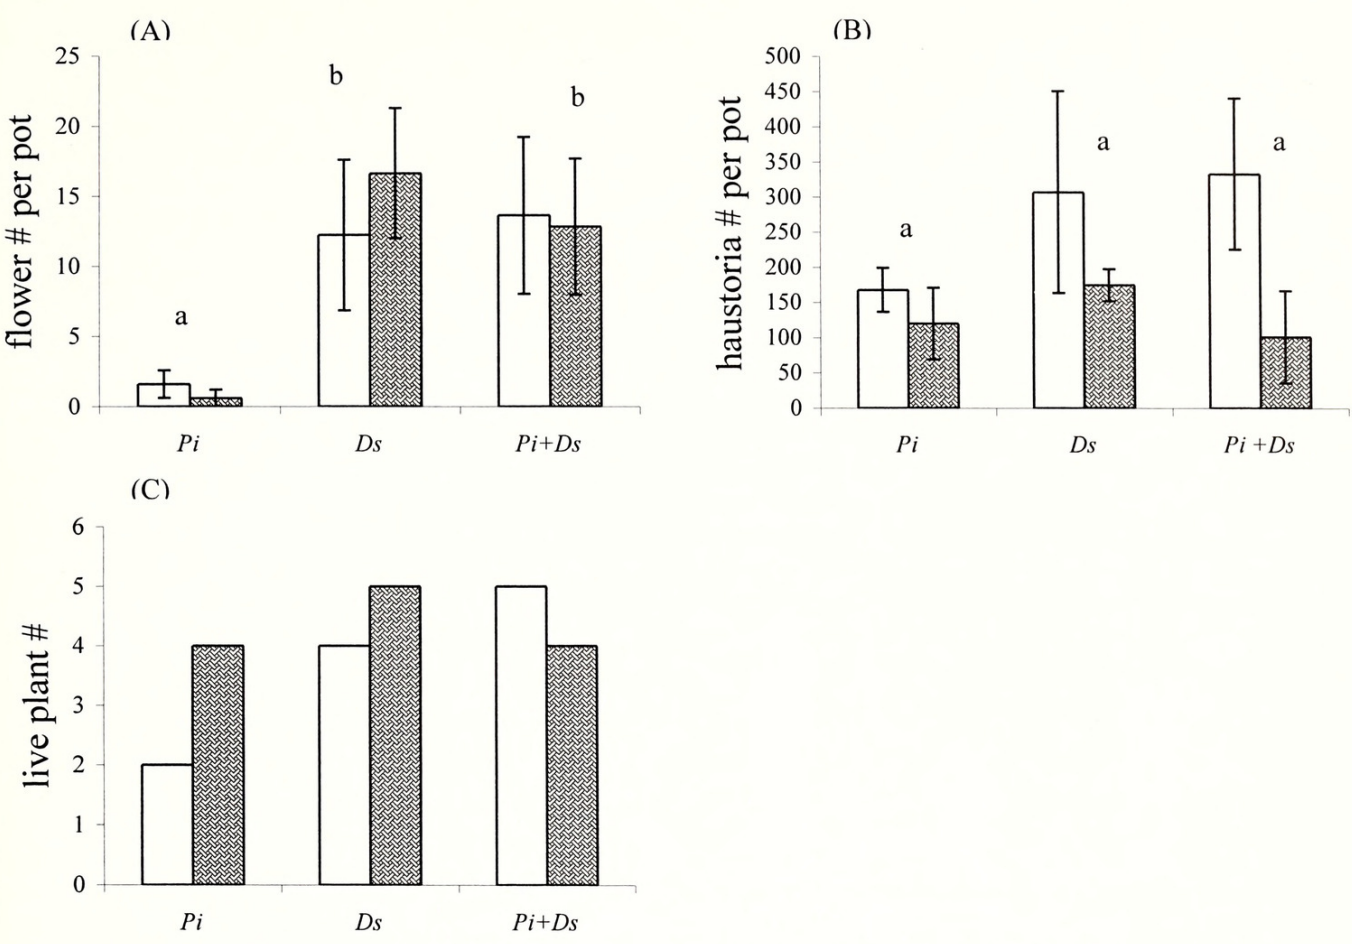 (A)
25
20
15
10
5
0
flower # per pot
a
b
b
Pi
Ds
Pi+Ds
(B)
500
450
400
350
300
250
200
150
100
50
0
haustoria # per pot
a
a
a
Pi
Ds
Pi +Ds
(C)
6
5
4
3
2
1
0
live plant #
Pi
Ds
Pi+Ds